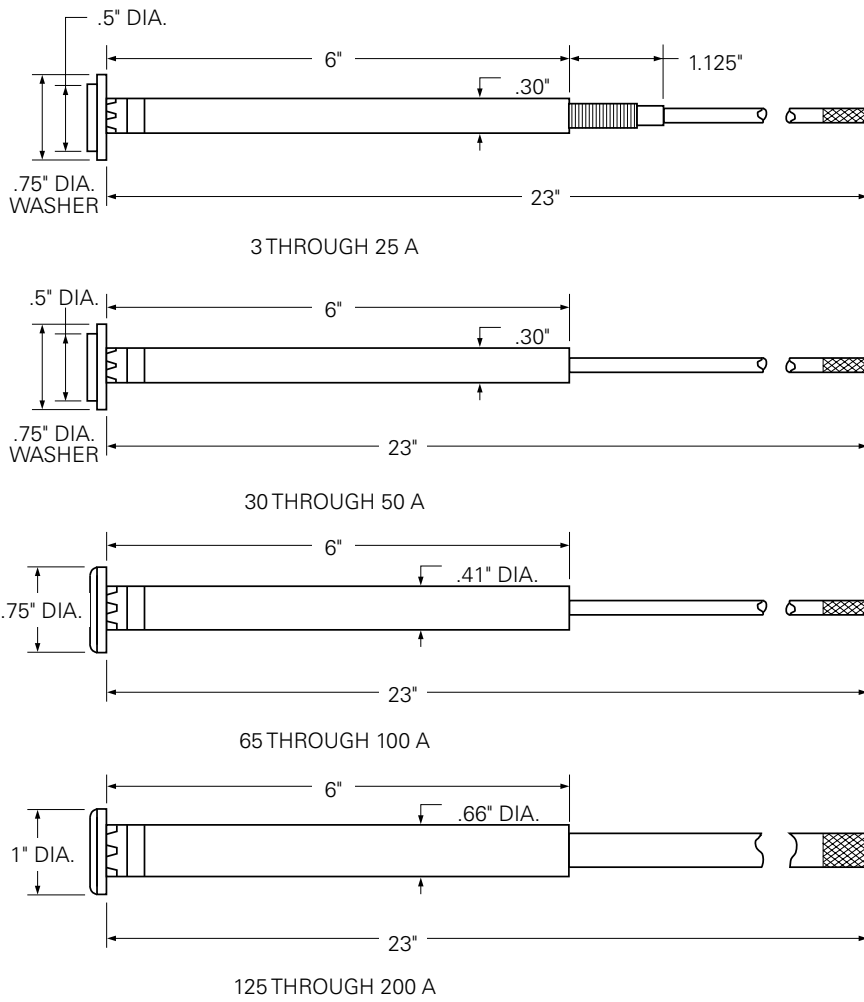 .5" DIA.
6"
1.125"
.30"
.75" DIA.
WASHER
23"
3 THROUGH 25 A
.5" DIA.
6"
.30"
.75" DIA.
WASHER
23"
30 THROUGH 50 A
6"
.41" DIA.
.75" DIA.
23"
65 THROUGH 100 A
6"
.66" DIA.
1" DIA.
23"
125 THROUGH 200 A